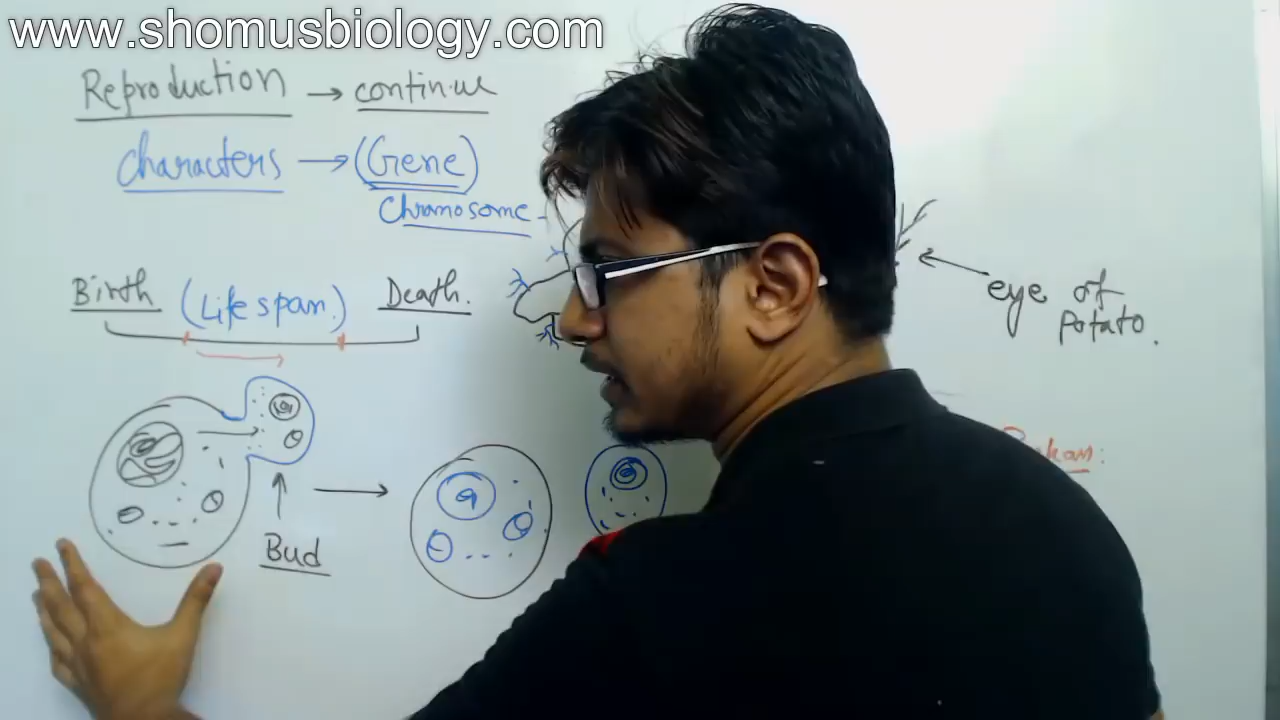 www.shomusbiology.com
Reproduction → continue
Characters → (Gene)
Chromosome
Birth (Life span.) Death.
eye of
Potato.
Bud